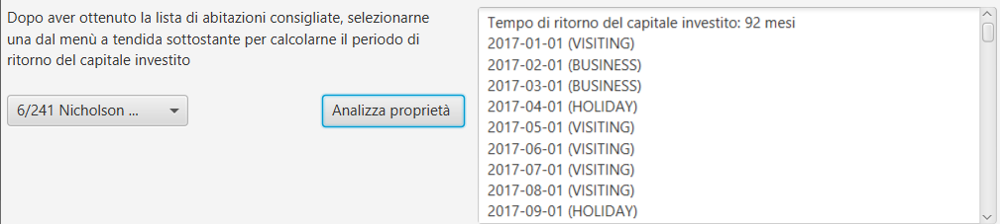 Dopo aver ottenuto la lista di abitazioni consigliate, selezionarne
una dal menù a tendida sottostante per calcolarne il periodo di
ritorno del capitale investito
6/241 Nicholson ...
Analizza proprietà
Tempo di ritorno del capitale investito: 92 mesi
2017-01-01 (VISITING)
2017-02-01 (BUSINESS)
2017-03-01 (BUSINESS)
2017-04-01 (HOLIDAY)
2017-05-01 (VISITING)
2017-06-01 (VISITING)
2017-07-01 (VISITING)
2017-08-01 (VISITING)
2017-09-01 (HOLIDAY)